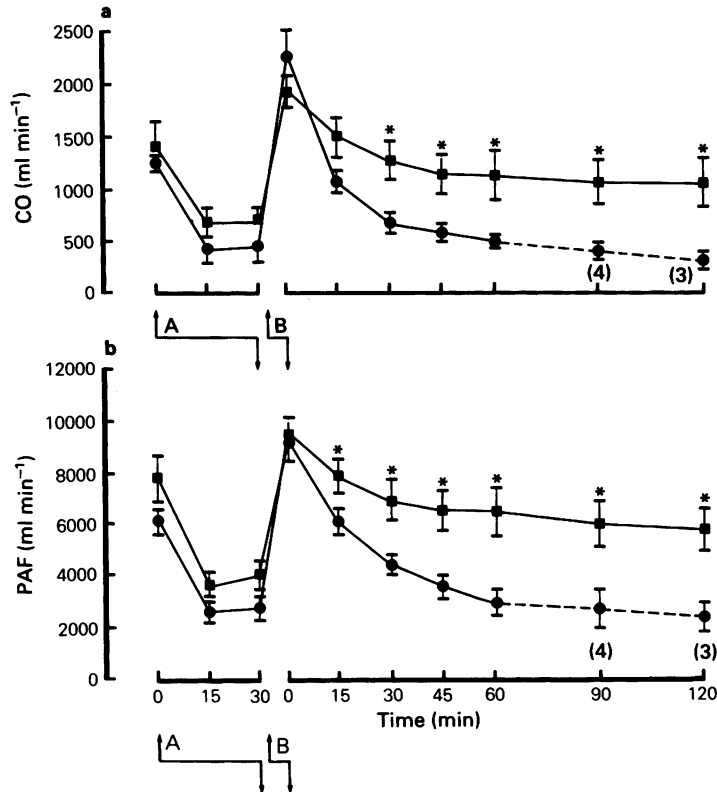 a
2500
2000
1500
1000
500
0
CO (ml min⁻¹)
* * * * *
(4) (3)
A B
b
12000
10000
8000
6000
4000
2000
0
PAF (ml min⁻¹)
* * * * * *
(4) (3)
0 15 30 0 15 30 45 60 90 120
Time (min)
A B